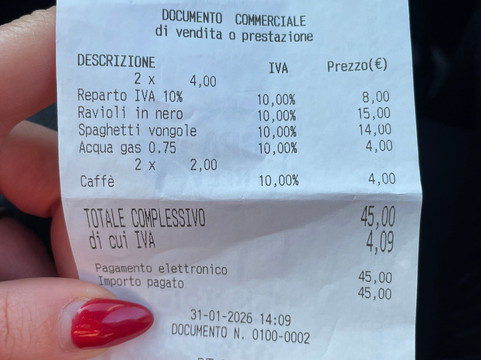 DOCUMENTO COMMERCIALE
di vendita o prestazione
DESCRIZIONE IVA Prezzo(€)
2 x 4,00
Reparto IVA 10% 10,00% 8,00
Ravioli in nero 10,00% 15,00
Spaghetti vongole 10,00% 14,00
Acqua gas 0.75 10,00% 4,00
2 x 2,00
Caffè 10,00% 4,00
TOTALE COMPLESSIVO 45,00
di cui IVA 4,09
Pagamento elettronico 45,00
Importo pagato 45,00
31-01-2026 14:09
DOCUMENTO N. 0100-0002